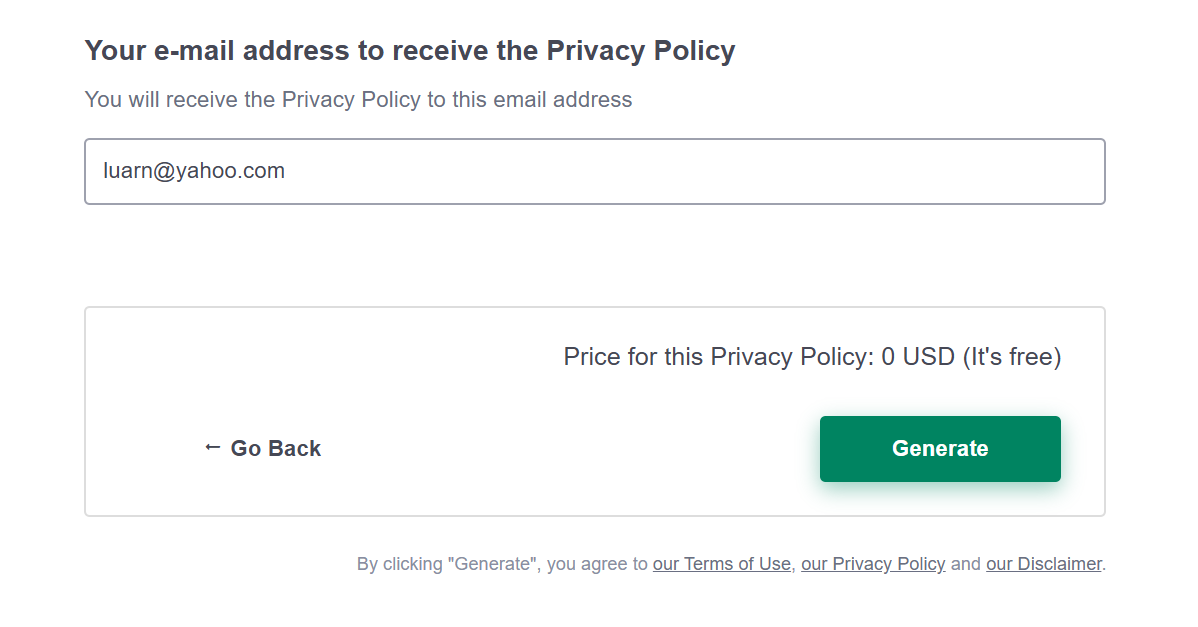 Your e-mail address to receive the Privacy Policy
You will receive the Privacy Policy to this email address
luarn@yahoo.com
Price for this Privacy Policy: 0 USD (It's free)
← Go Back
Generate
By clicking "Generate", you agree to our Terms of Use, our Privacy Policy and our Disclaimer.